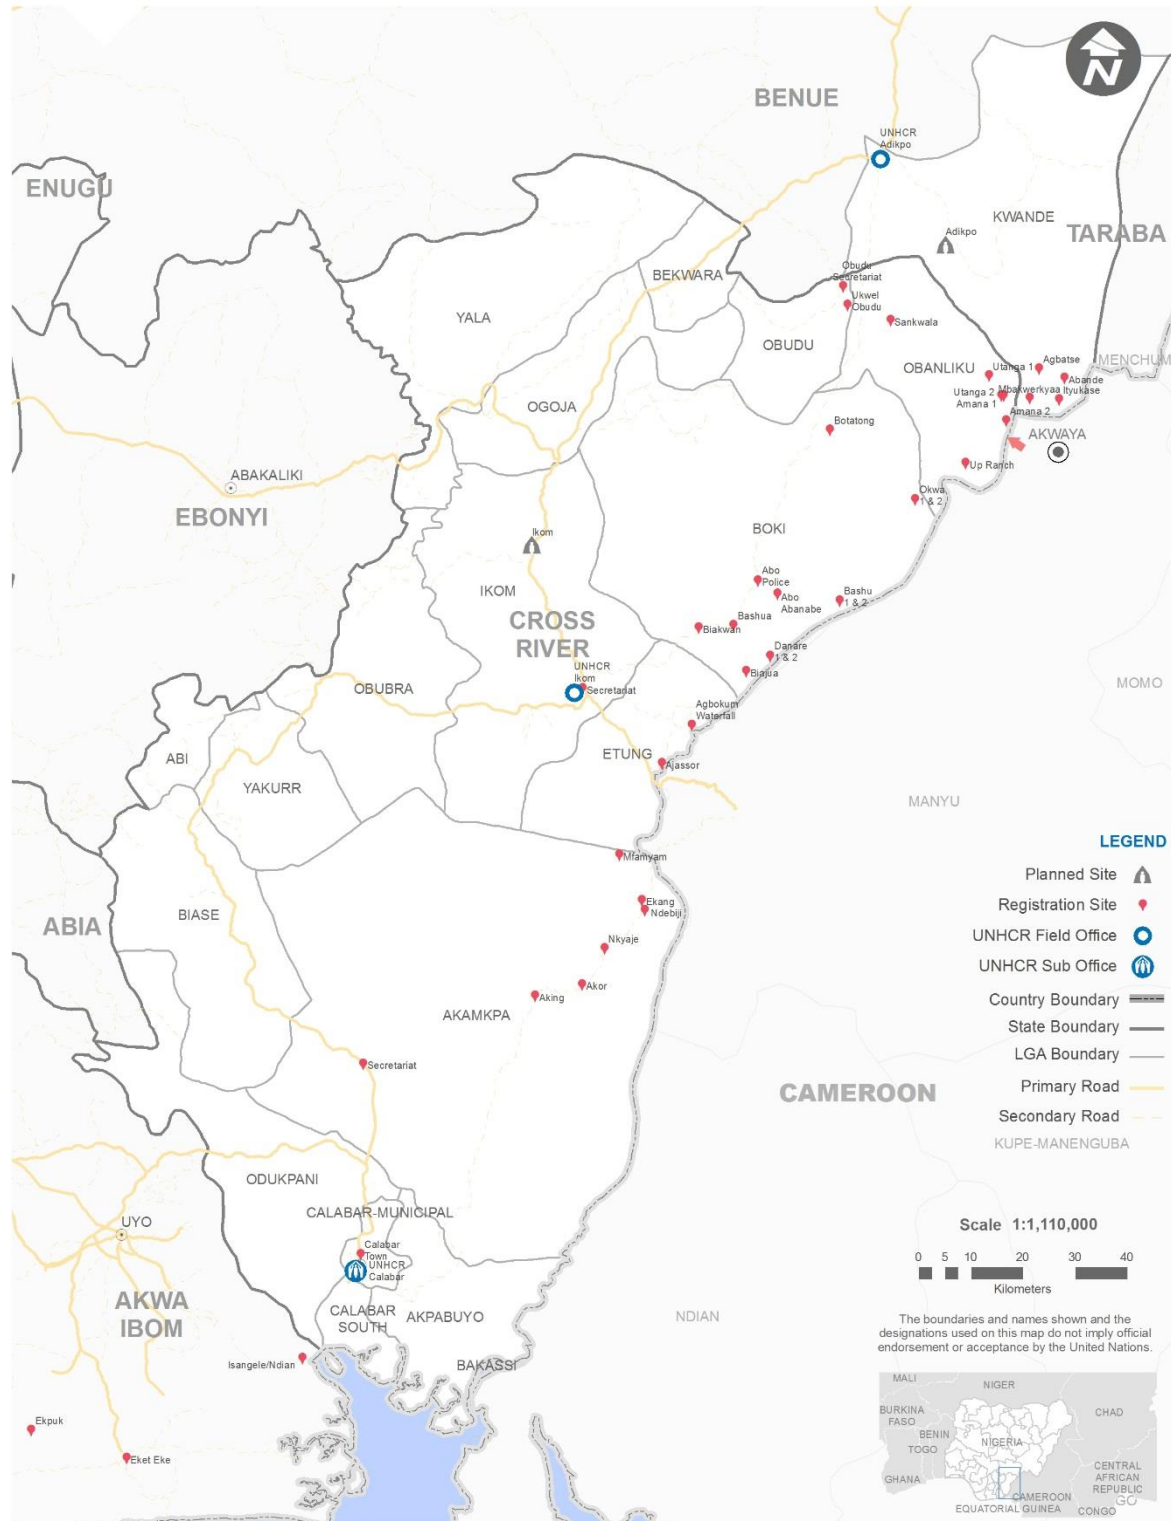 N
BENUE
UNHCR
Adikpo
ENUGU
KWANDE
TARABA
Adikpo
BEKWARA
Obudu
Secretariat
Ukwel
Obudu
YALA
Sankwala
OBUDU
MENCHUM
OBANLIKU
Utanga 1
Agbatse
Abande
Utanga 2
Mbakwerkyaa
Ityukase
Amana 1
Amana 2
OGOJA
Botatong
AKWAYA
Up Ranch
ABAKALIKI
EBONYI
Okwa
1 & 2
BOKI
Ikom
IKOM
Abo
Police
Abo
Abanabe
Bashu
1 & 2
CROSS
RIVER
Bashua
Biakwan
Danare
1 & 2
Biajua
UNHCR
Ikom
Secretariat
OBUBRA
MOMO
Agbokum
Waterfall
ABI
ETUNG
Ajassor
YAKURR
MANYU
LEGEND
Mfamyam
Planned Site
Ekang
Ndebiji
Registration Site
BIASE
ABIA
UNHCR Field Office
Nkyaje
UNHCR Sub Office
Akor
Aking
Country Boundary
AKAMKPA
State Boundary
LGA Boundary
Secretariat
Primary Road
CAMEROON
Secondary Road
KUPE-MANENGUBA
ODUKPANI
CALABAR-MUNICIPAL
UYO
Scale 1:1,110,000
Calabar
Town
UNHCR
Calabar
0 5 10 20 30 40
Kilometers
AKWA
IBOM
CALABAR
SOUTH
AKPABUYO
NDIAN
The boundaries and names shown and the
designations used on this map do not imply official
endorsement or acceptance by the United Nations.
Isangele/Ndian
BAKASSI
MALI
NIGER
BURKINA
FASO
CHAD
Ekpuk
BENIN
TOGO
NIGERIA
Eket Eke
GHANA
CENTRAL
AFRICAN
REPUBLIC
CAMEROON
GO
EQUATORIAL GUINEA
CONGO